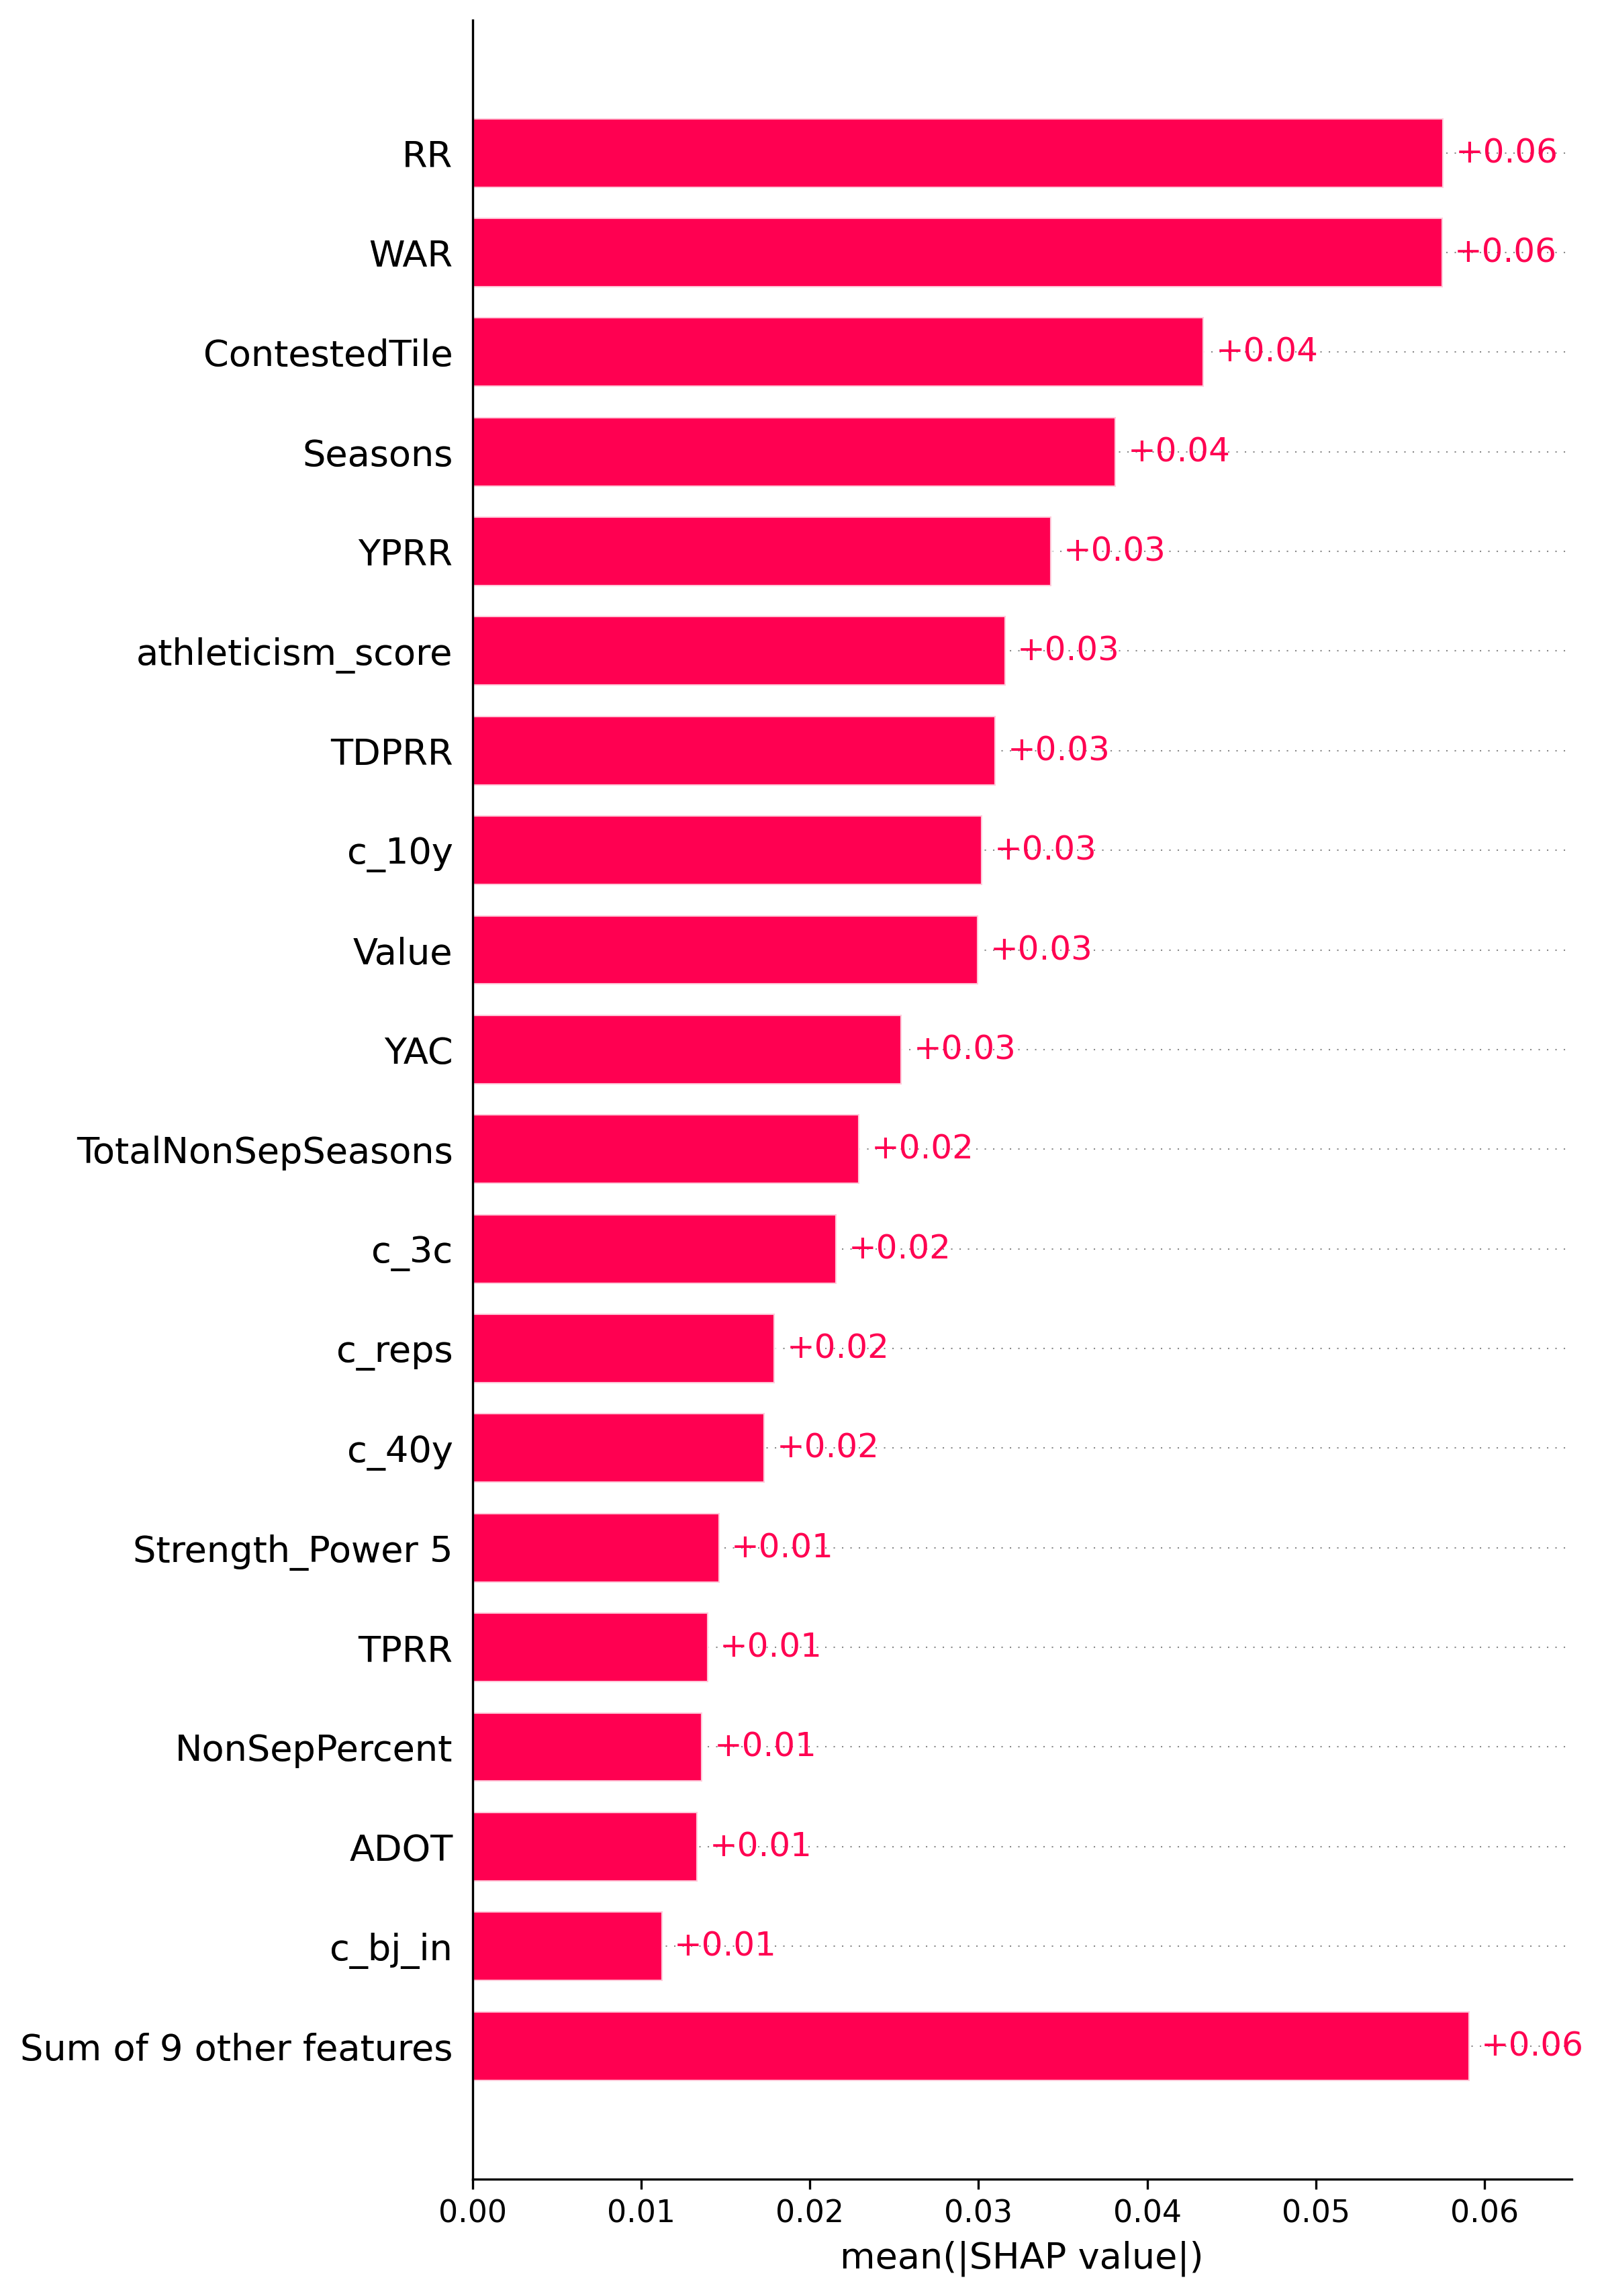 RR +0.06
WAR +0.06
ContestedTile +0.04
Seasons +0.04
YPRR +0.03
athleticism_score +0.03
TDPRR +0.03
c_10y +0.03
Value +0.03
YAC +0.03
TotalNonSepSeasons +0.02
c_3c +0.02
c_reps +0.02
c_40y +0.02
Strength_Power 5 +0.01
TPRR +0.01
NonSepPercent +0.01
ADOT +0.01
c_bj_in +0.01
Sum of 9 other features +0.06
0.00 0.01 0.02 0.03 0.04 0.05 0.06
mean(|SHAP value|)